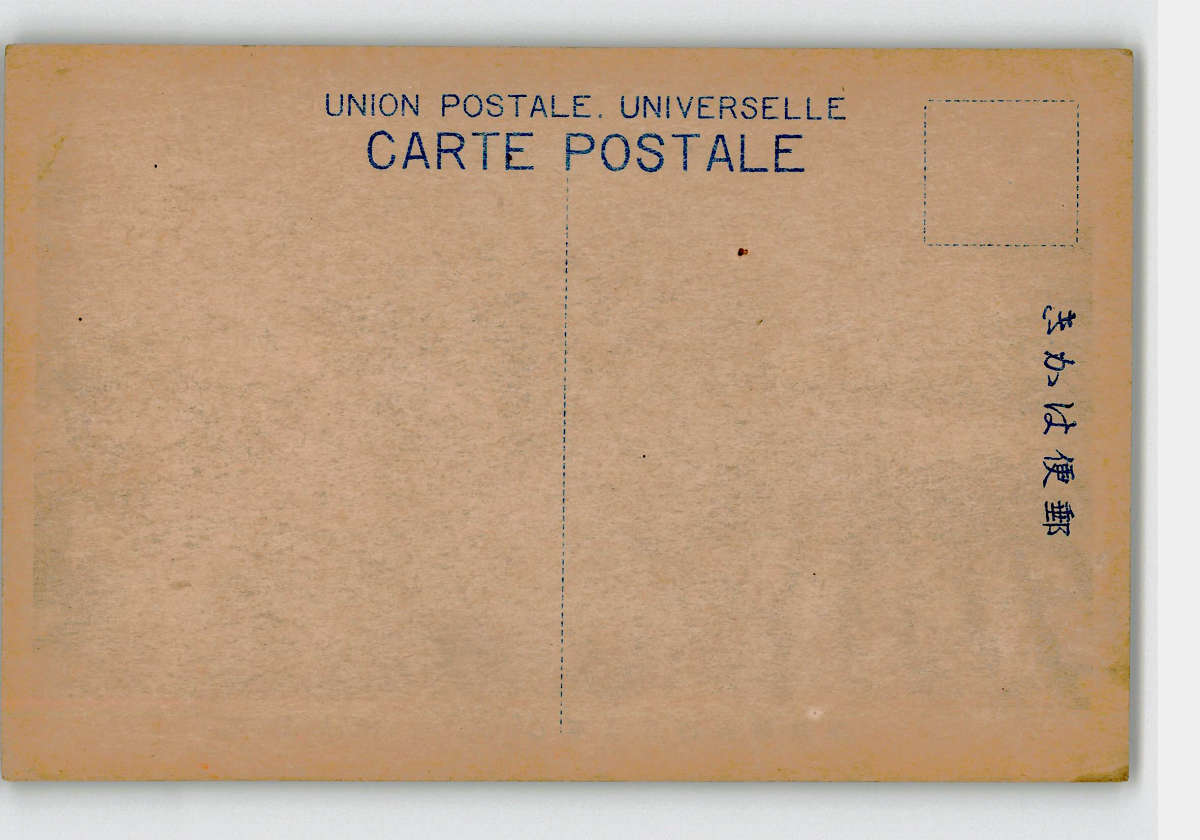 UNION POSTALE. UNIVERSELLE
CARTE POSTALE
郵便はかき